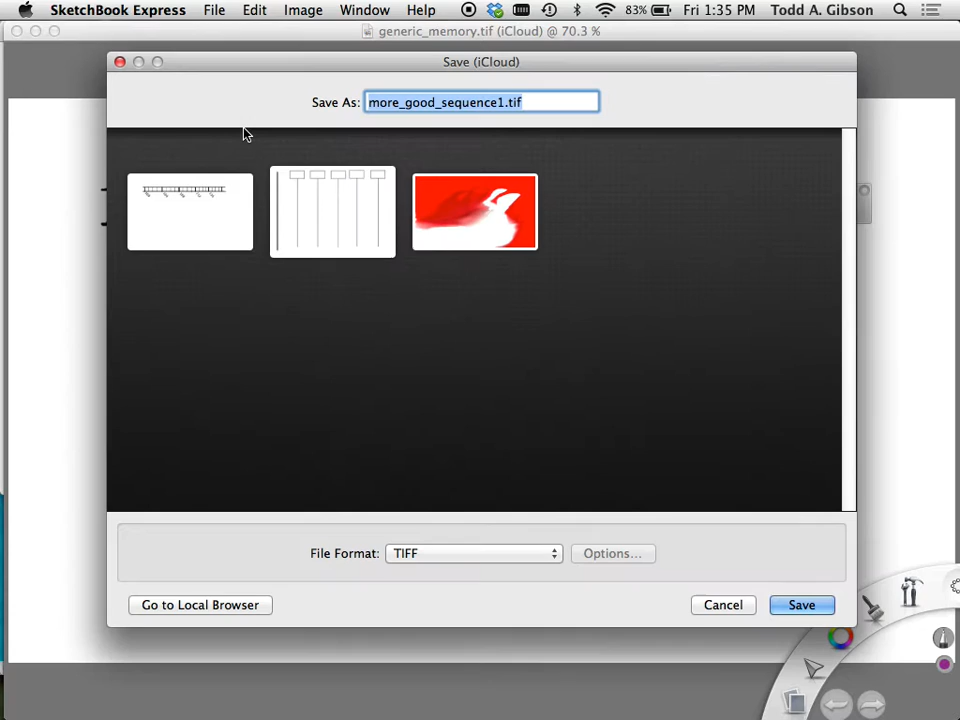 SketchBook Express File Edit Image Window Help 83% Fri 1:35 PM Todd A. Gibson
generic_memory.tif (iCloud) @ 70.3 %
Save (iCloud)
Save As: more_good_sequence1.tif
File Format: TIFF Options...
Go to Local Browser Cancel Save